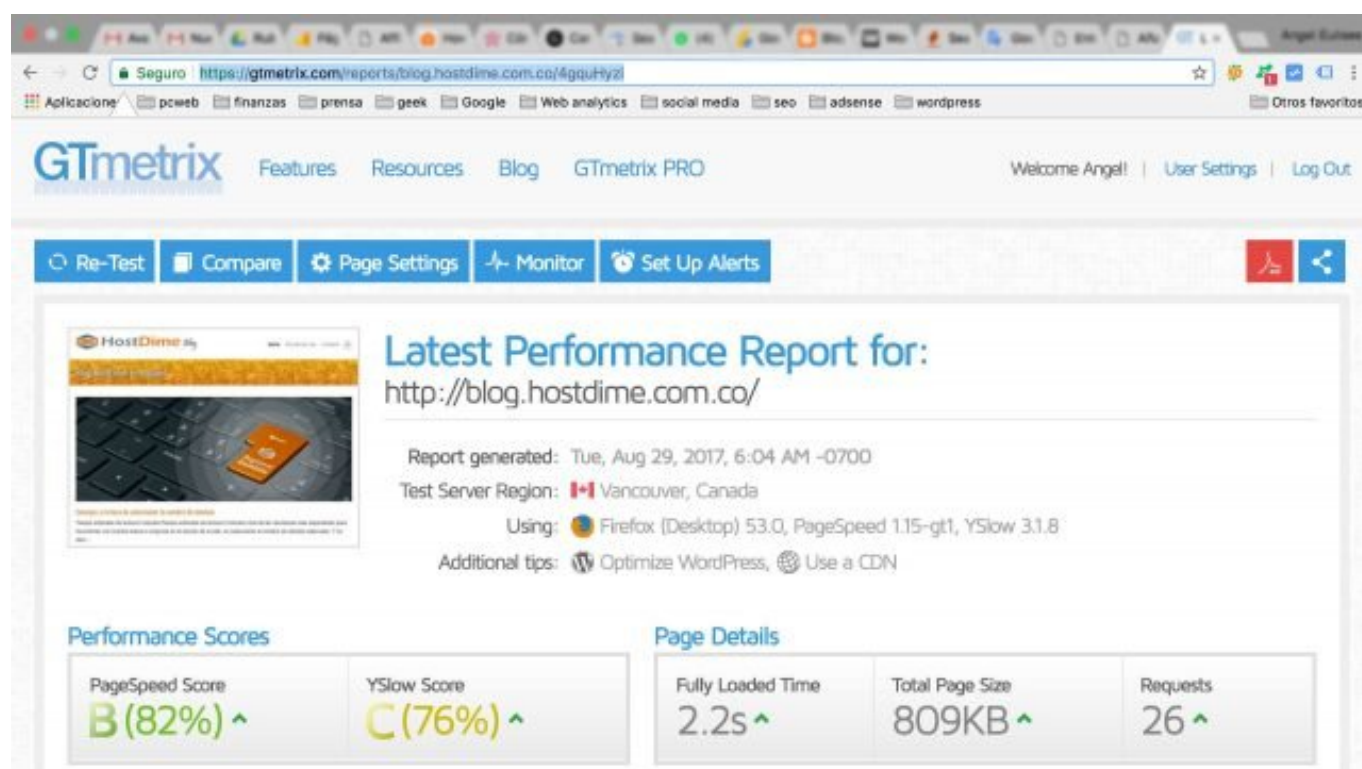 Seguro https://gtmetrix.com/reports/blog.hostdime.com.co/4gquHyzl
Aplicacione pcweb finanzas prensa geek Google Web analytics social media seo adsense wordpress Otros favoritos
GTmetrix Features Resources Blog GTmetrix PRO Welcome Angel! | User Settings | Log Out
Re-Test Compare Page Settings Monitor Set Up Alerts
HostDime
Latest Performance Report for:
http://blog.hostdime.com.co/
Report generated: Tue, Aug 29, 2017, 6:04 AM -0700
Test Server Region: Vancouver, Canada
Using: Firefox (Desktop) 53.0, PageSpeed 1.15-gt1, YSlow 3.1.8
Additional tips: Optimize WordPress, Use a CDN
Performance Scores
PageSpeed Score YSlow Score
B (82%) C (76%)
Page Details
Fully Loaded Time Total Page Size Requests
2.2s 809KB 26